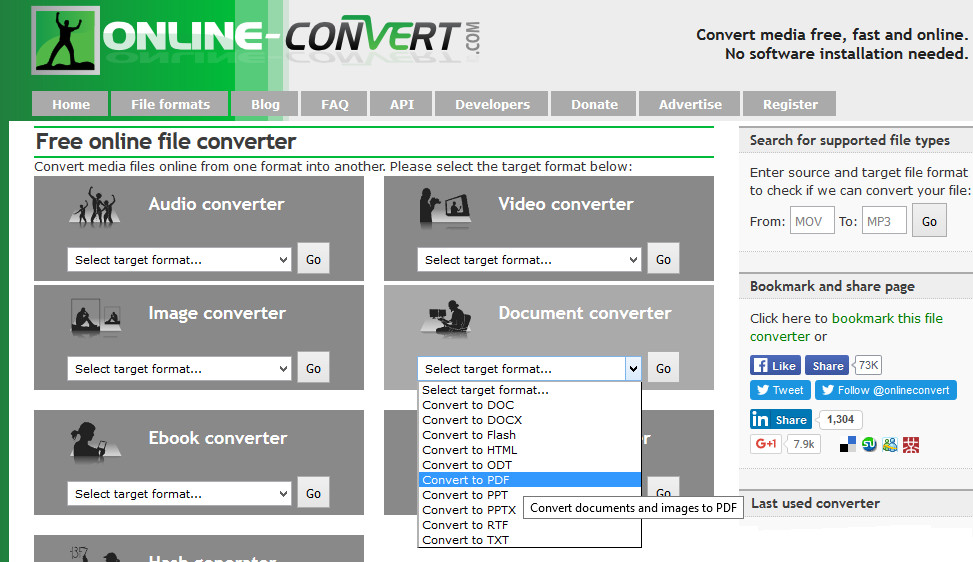 ONLINE-CONVERT.COM
Convert media free, fast and online.
No software installation needed.
Home File formats Blog FAQ API Developers Donate Advertise Register
Free online file converter
Convert media files online from one format into another. Please select the target format below:
Audio converter
Select target format... Go
Video converter
Select target format... Go
Image converter
Select target format... Go
Document converter
Select target format... Go
Select target format...
Convert to DOC
Convert to DOCX
Convert to Flash
Convert to HTML
Convert to ODT
Convert to PDF
Convert to PPT
Convert to PPTX
Convert to RTF
Convert to TXT
Convert documents and images to PDF
Ebook converter
Select target format... Go
r
Go
Search for supported file types
Enter source and target file format
to check if we can convert your file:
From: MOV To: MP3 Go
Bookmark and share page
Click here to bookmark this file
converter or
Like Share 73K
Tweet Follow @onlineconvert
in Share 1,304
G+1 7.9k
Last used converter